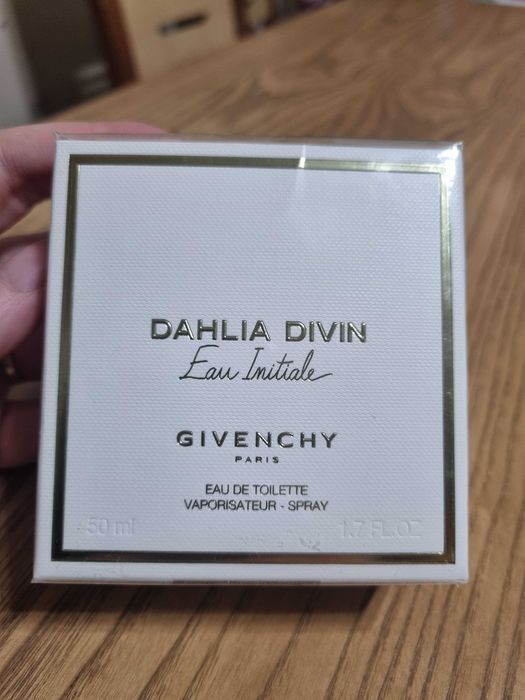 DAHLIA DIVIN
Eau Initiale
GIVENCHY
PARIS
EAU DE TOILETTE
VAPORISATEUR - SPRAY
50 ml 1.7 FL.OZ